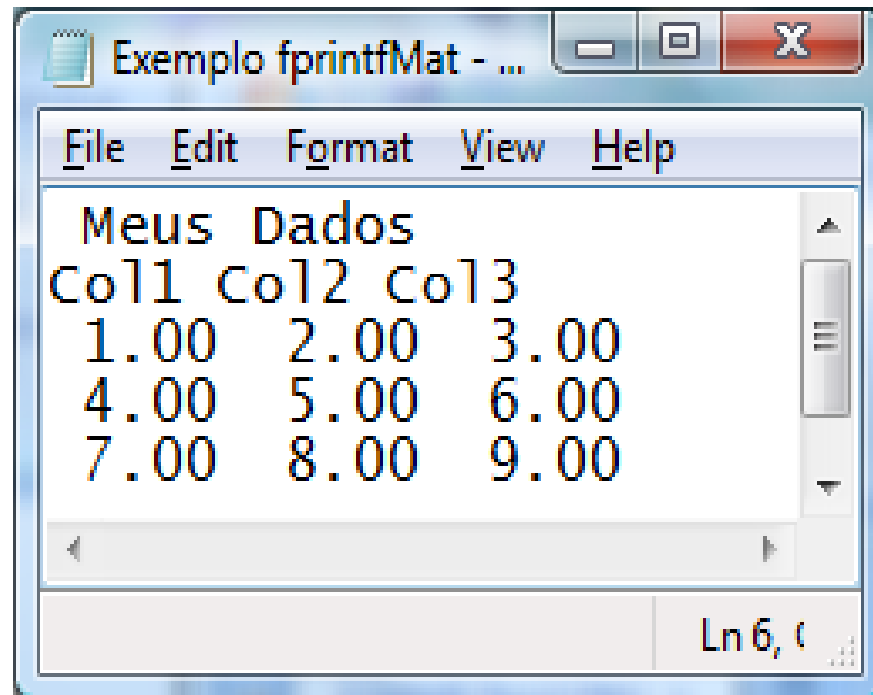 Exemplo fprintfMat - ...
File Edit Format View Help
Meus Dados
Col1 Col2 Col3
1.00 2.00 3.00
4.00 5.00 6.00
7.00 8.00 9.00
Ln 6,